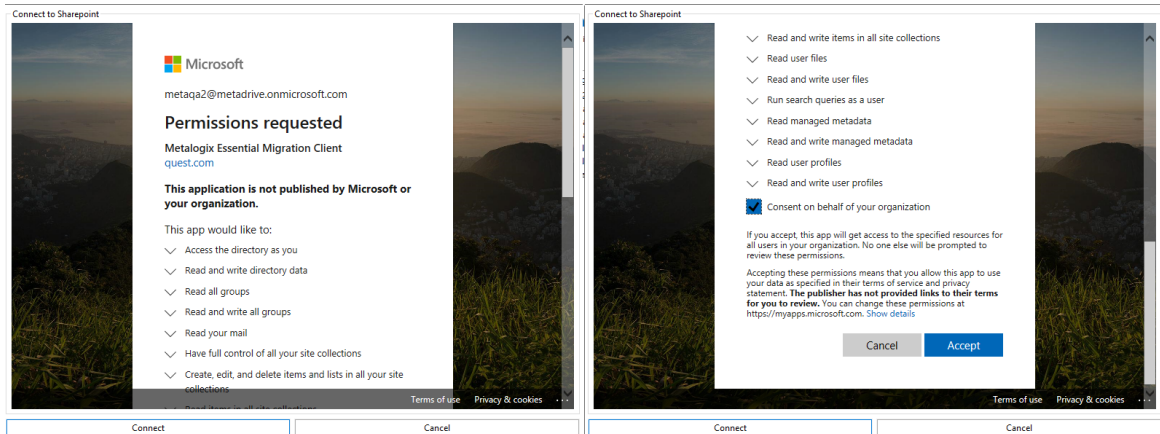 Connect to Sharepoint
Microsoft
metaqa2@metadrive.onmicrosoft.com
Permissions requested
Metalogix Essential Migration Client
quest.com
This application is not published by Microsoft or
your organization.
This app would like to:
Access the directory as you
Read and write directory data
Read all groups
Read and write all groups
Read your mail
Have full control of all your site collections
Create, edit, and delete items and lists in all your site
collections
Read items in all site collections
Terms of use Privacy & cookies ...
Connect Cancel
Connect to Sharepoint
Read and write items in all site collections
Read user files
Read and write user files
Run search queries as a user
Read managed metadata
Read and write managed metadata
Read user profiles
Read and write user profiles
Consent on behalf of your organization
If you accept, this app will get access to the specified resources for
all users in your organization. No one else will be prompted to
review these permissions.
Accepting these permissions means that you allow this app to use
your data as specified in their terms of service and privacy
statement. The publisher has not provided links to their terms
for you to review. You can change these permissions at
https://myapps.microsoft.com. Show details
Cancel Accept
Terms of use Privacy & cookies ...
Connect Cancel